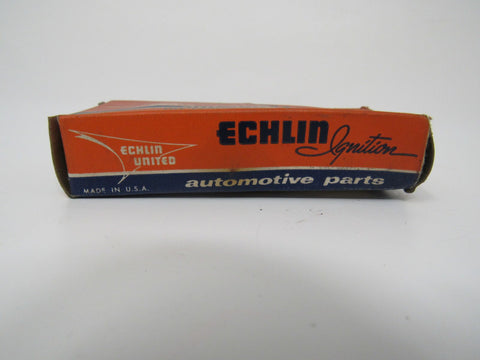 ECHLIN Ignition
ECHLIN
UNITED
MADE IN U.S.A.
automotive parts